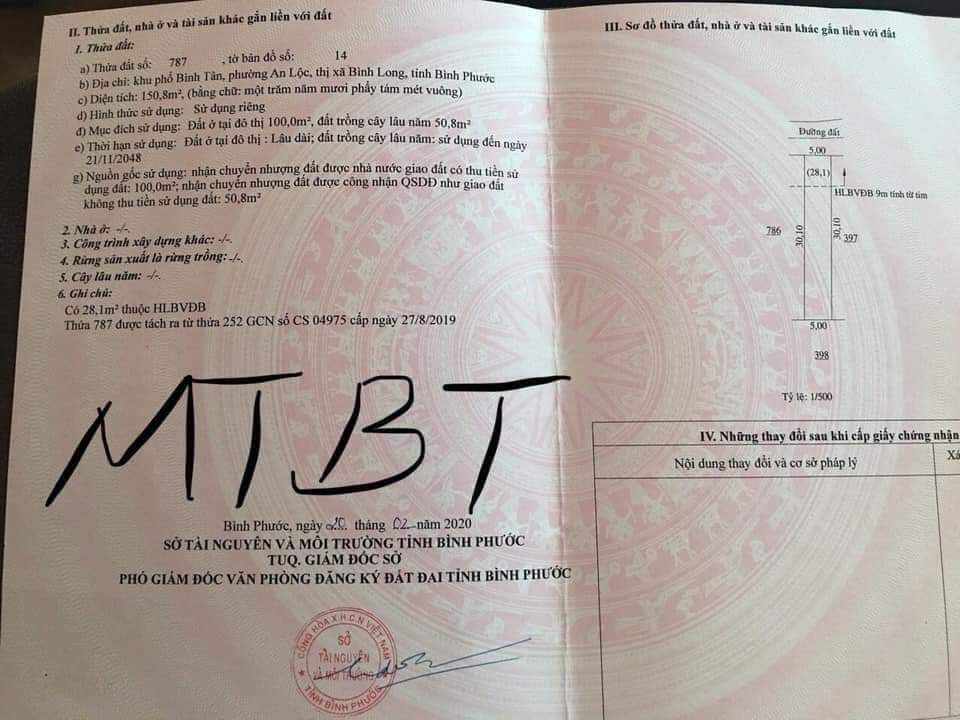 II. Thửa đất, nhà ở và tài sản khác gắn liền với đất
1. Thửa đất:
a) Thửa đất số: 787 , tờ bản đồ số: 14
b) Địa chỉ: khu phố Bình Tân, phường An Lộc, thị xã Bình Long, tỉnh Bình Phước
c) Diện tích: 150,8m², (bằng chữ: một trăm năm mươi phẩy tám mét vuông)
d) Hình thức sử dụng: Sử dụng riêng
đ) Mục đích sử dụng: Đất ở tại đô thị 100,0m², đất trồng cây lâu năm 50,8m²
e) Thời hạn sử dụng: Đất ở tại đô thị : Lâu dài; đất trồng cây lâu năm: sử dụng đến ngày
21/11/2048
g) Nguồn gốc sử dụng: nhận chuyển nhượng đất được nhà nước giao đất có thu tiền sử
dụng đất: 100,0m²; nhận chuyển nhượng đất được công nhận QSDĐ như giao đất
không thu tiền sử dụng đất: 50,8m²
2. Nhà ở: -/-.
3. Công trình xây dựng khác: -/-.
4. Rừng sản xuất là rừng trồng: -/-.
5. Cây lâu năm: -/-.
6. Ghi chú:
Có 28,1m² thuộc HLBVĐB
Thửa 787 được tách ra từ thửa 252 GCN số CS 04975 cấp ngày 27/8/2019
MTBT
Bình Phước, ngày 20 tháng 02 năm 2020
SỞ TÀI NGUYÊN VÀ MÔI TRƯỜNG TỈNH BÌNH PHƯỚC
TUQ. GIÁM ĐỐC SỞ
PHÓ GIÁM ĐỐC VĂN PHÒNG ĐĂNG KÝ ĐẤT ĐAI TỈNH BÌNH PHƯỚC
CỘNG HÒA X.H.C.N VIỆT NAM
SỞ
TÀI NGUYÊN
VÀ MÔI TRƯỜNG
TỈNH BÌNH PHƯỚC
III. Sơ đồ thửa đất, nhà ở và tài sản khác gắn liền với đất
Đường đất
5,00
(28,1)
HLBVĐB 9m tính từ tim
786
30,10
30,10
397
5,00
398
Tỷ lệ: 1/500
IV. Những thay đổi sau khi cấp giấy chứng nhận
Nội dung thay đổi và cơ sở pháp lý
Xá